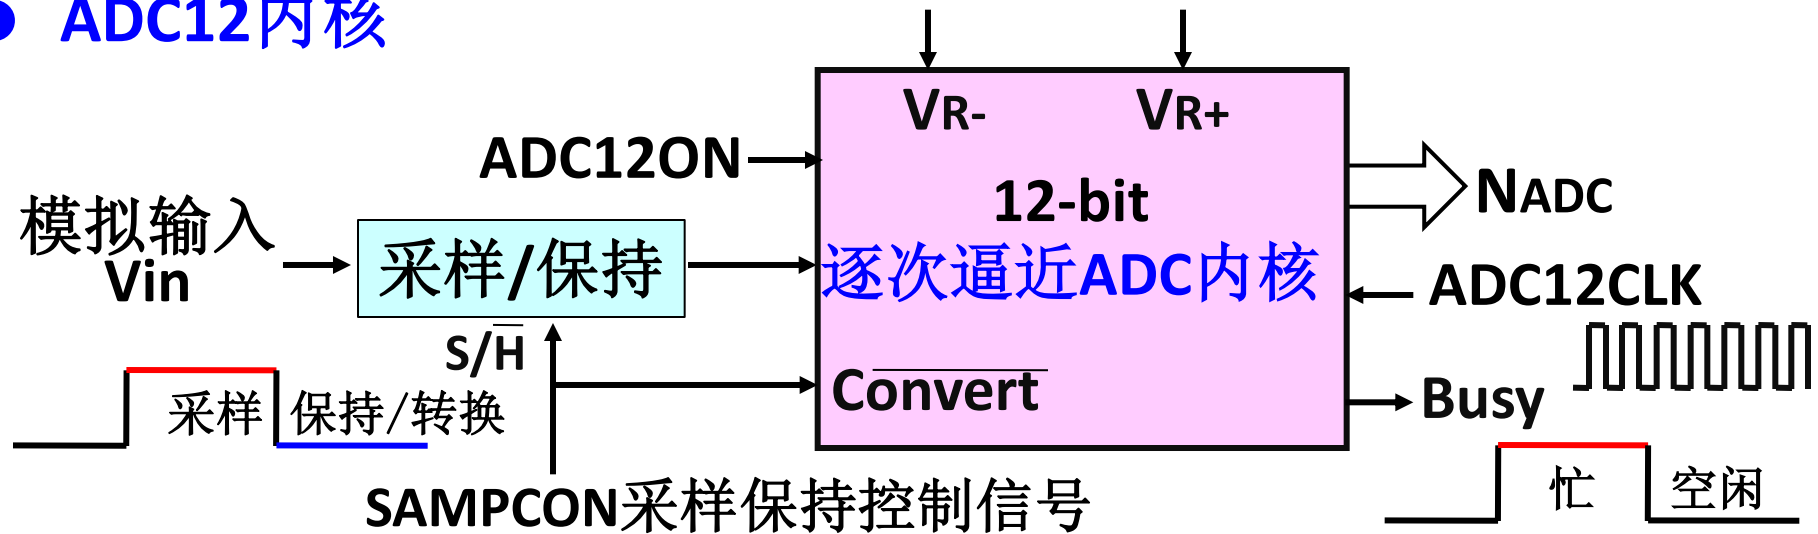 ADC12内核
VR- VR+
ADC12ON
12-bit
NADC
模拟输入
Vin
采样/保持
逐次逼近ADC内核
ADC12CLK
S/H
Convert
Busy
采样 保持/转换
忙 空闲
SAMPCON采样保持控制信号